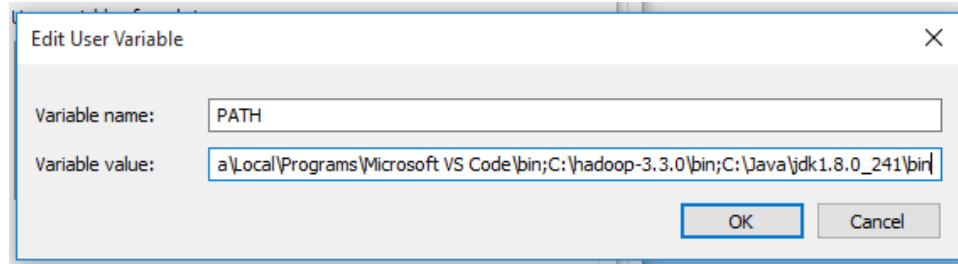 Edit User Variable
Variable name: PATH
Variable value: a\Local\Programs\Microsoft VS Code\bin;C:\hadoop-3.3.0\bin;C:\Java\jdk1.8.0_241\bin
OK Cancel